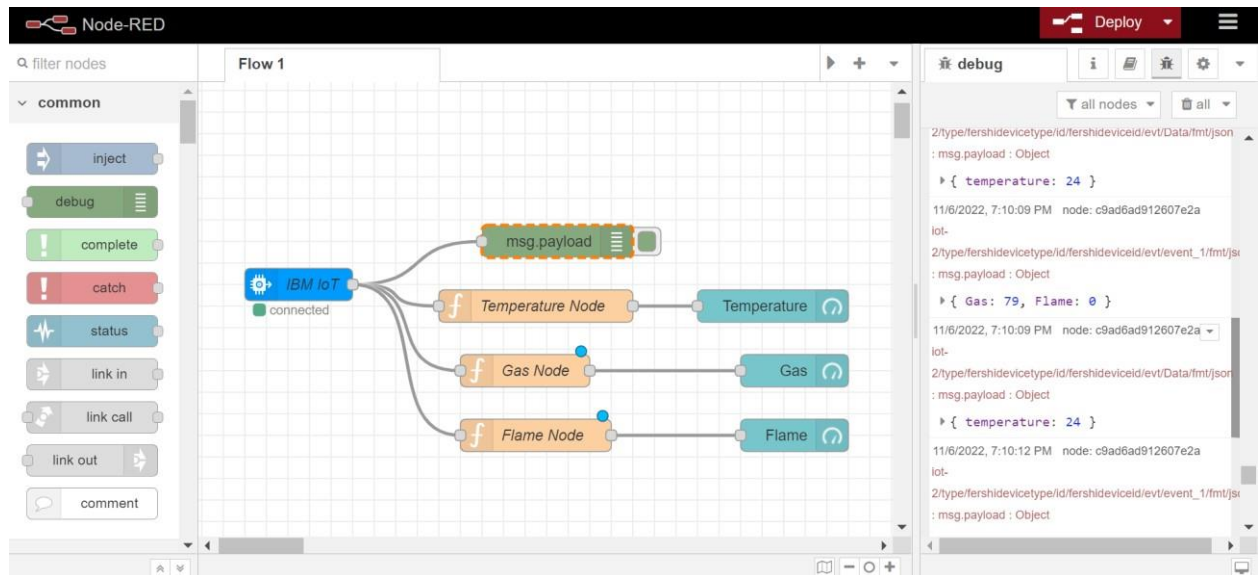 Node-RED
Deploy
filter nodes
common
inject
debug
complete
catch
status
link in
link call
link out
comment
Flow 1
msg.payload
IBM IoT
connected
Temperature Node
Temperature
Gas Node
Gas
Flame Node
Flame
debug
i
all nodes
all
2/type/fershidevicetype/id/fershideviceid/evt/Data/fmt/json
: msg.payload : Object
{ temperature: 24 }
11/6/2022, 7:10:09 PM node: c9ad6ad912607e2a
iot-
2/type/fershidevicetype/id/fershideviceid/evt/event_1/fmt/js
: msg.payload : Object
{ Gas: 79, Flame: 0 }
11/6/2022, 7:10:09 PM node: c9ad6ad912607e2a
iot-
2/type/fershidevicetype/id/fershideviceid/evt/Data/fmt/json
: msg.payload : Object
{ temperature: 24 }
11/6/2022, 7:10:12 PM node: c9ad6ad912607e2a
iot-
2/type/fershidevicetype/id/fershideviceid/evt/event_1/fmt/js
: msg.payload : Object